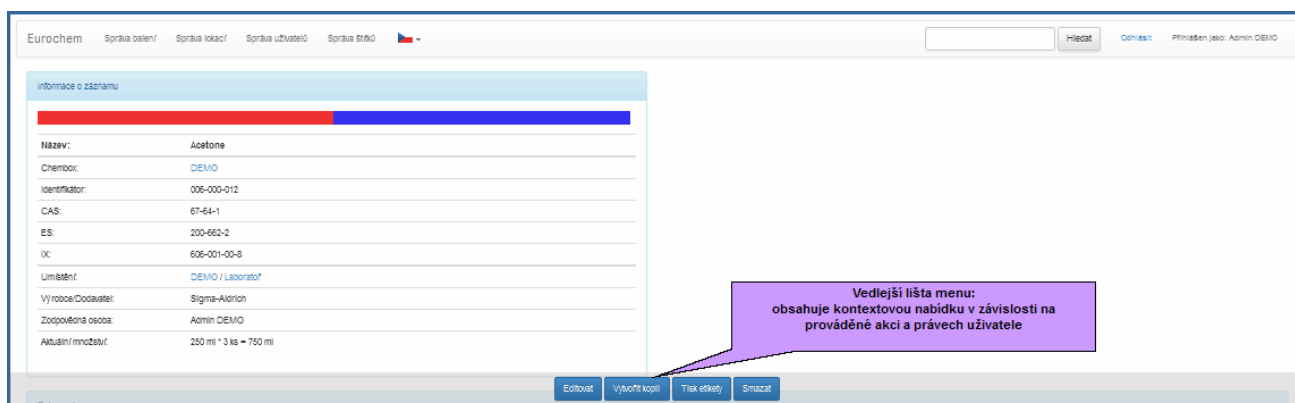 Eurochem Správa balení Správa lokací Správa uživatelů Správa štítků Hledat Odhlásit Přihlášen jako: Admin DEMO
informace o záznamu
Název: Acetone
Chembox: DEMO
Identifikátor: 006-000-012
CAS: 67-64-1
ES: 200-662-2
IX: 606-001-00-8
Umístění: DEMO / Laboratoř
Výrobce/Dodavatel: Sigma-Aldrich
Zodpovědná osoba: Admin DEMO
Aktuální množství: 250 ml * 3 ks = 750 ml
Vedlejší lišta menu:
obsahuje kontextovou nabídku v závislosti na
prováděné akci a právech uživatele
Editovat Vytvořit kopii Tisk etikety Smazat